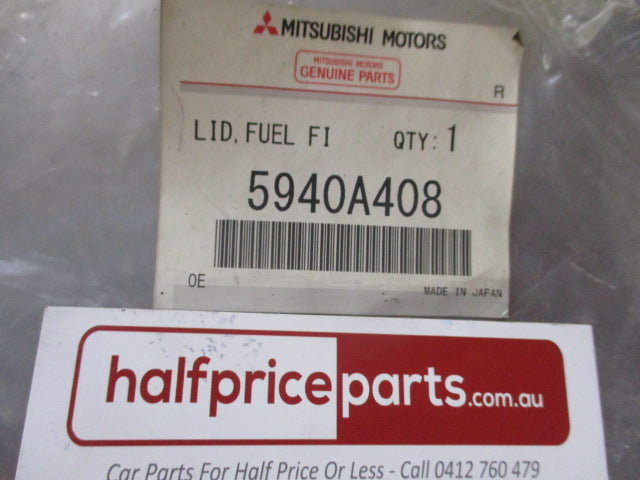 MITSUBISHI MOTORS
MITSUBISHI MOTORS
GENUINE PARTS
R
LID, FUEL FI QTY: 1
5940A408
OE
MADE IN JAPAN
halfpriceparts.com.au
Car Parts For Half Price Or Less - Call 0412 760 479